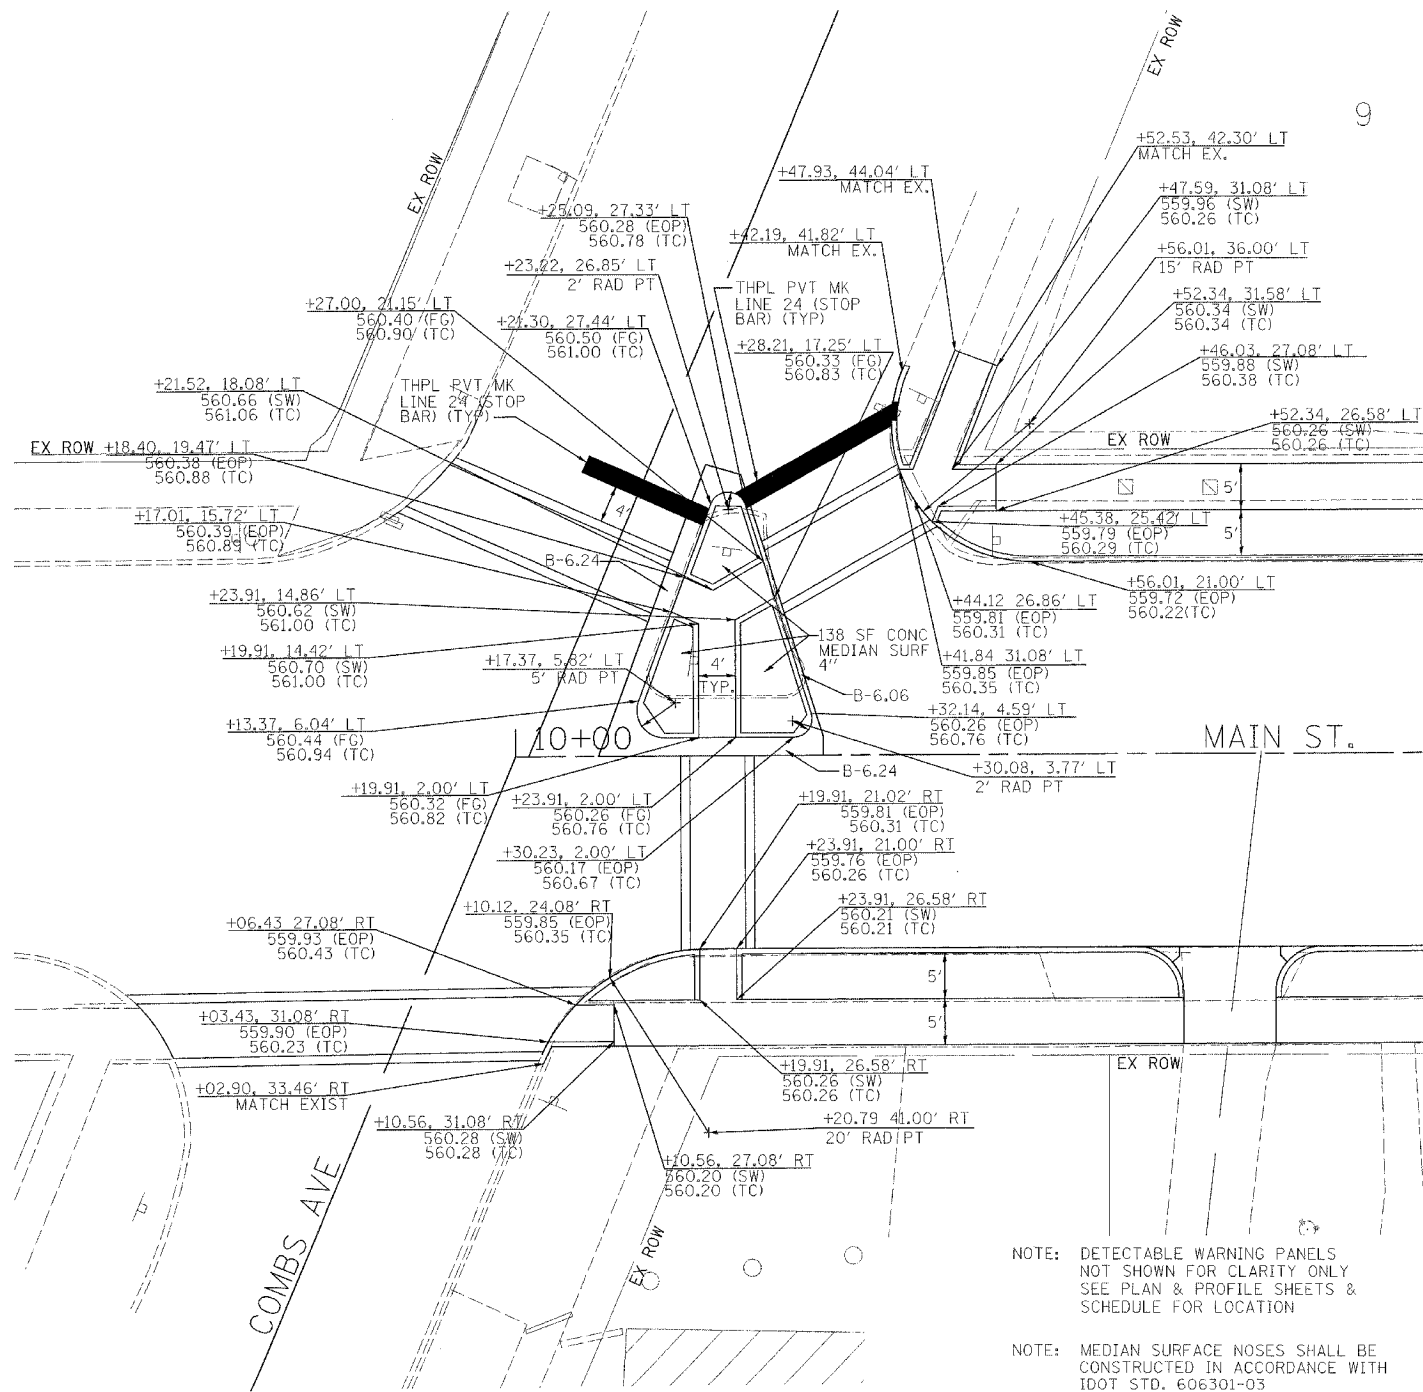 9
EX ROW
EX ROW
+52.53, 42.30' LT
MATCH EX.
+47.93, 44.04' LT
MATCH EX.
+47.59, 31.08' LT
559.96 (SW)
560.26 (TC)
+25.09, 27.33' LT
560.28 (EOP)
560.78 (TC)
+42.19, 41.82' LT
MATCH EX.
+56.01, 36.00' LT
15' RAD PT
+23.22, 26.85' LT
2' RAD PT
THPL PVT MK
LINE 24 (STOP
BAR) (TYP)
+52.34, 31.58' LT
560.34 (SW)
560.34 (TC)
+27.00, 21.15' LT
560.40 (FG)
560.90 (TC)
+21.30, 27.44' LT
560.50 (FG)
561.00 (TC)
+28.21, 17.25' LT
560.33 (FG)
560.83 (TC)
+46.03, 27.08' LT
559.88 (SW)
560.38 (TC)
+21.52, 18.08' LT
560.66 (SW)
561.06 (TC)
THPL PVT MK
LINE 24 (STOP
BAR) (TYP)
+52.34, 26.58' LT
560.26 (SW)
560.26 (TC)
EX ROW
EX ROW
+18.40, 19.47' LT
560.38 (EOP)
560.88 (TC)
5'
4'
+17.01, 15.72' LT
560.39 (EOP)
560.89 (TC)
+45.38, 25.42' LT
559.79 (EOP)
560.29 (TC)
5'
B-6.24
+56.01, 21.00' LT
559.72 (EOP)
560.22(TC)
+23.91, 14.86' LT
560.62 (SW)
561.00 (TC)
+44.12 26.86' LT
559.81 (EOP)
560.31 (TC)
138 SF CONC
MEDIAN SURF
4"
+19.91, 14.42' LT
560.70 (SW)
561.00 (TC)
+17.37, 5.82' LT
5' RAD PT
4'
TYP.
+41.84 31.08' LT
559.85 (EOP)
560.35 (TC)
B-6.06
+13.37, 6.04' LT
560.44 (FG)
560.94 (TC)
+32.14, 4.59' LT
560.26 (EOP)
560.76 (TC)
10+00
MAIN ST.
B-6.24
+30.08, 3.77' LT
2' RAD PT
+19.91, 2.00' LT
560.32 (FG)
560.82 (TC)
+23.91, 2.00' LT
560.26 (FG)
560.76 (TC)
+19.91, 21.02' RT
559.81 (EOP)
560.31 (TC)
+30.23, 2.00' LT
560.17 (EOP)
560.67 (TC)
+23.91, 21.00' RT
559.76 (EOP)
560.26 (TC)
+10.12, 24.08' RT
559.85 (EOP)
560.35 (TC)
+23.91, 26.58' RT
560.21 (SW)
560.21 (TC)
+06.43 27.08' RT
559.93 (EOP)
560.43 (TC)
5'
5'
+03.43, 31.08' RT
559.90 (EOP)
560.23 (TC)
+19.91, 26.58' RT
560.26 (SW)
560.26 (TC)
EX ROW
+02.90, 33.46' RT
MATCH EXIST
+10.56, 31.08' RT
560.28 (SW)
560.28 (TC)
+20.79 41.00' RT
20' RAD PT
+10.56, 27.08' RT
560.20 (SW)
560.20 (TC)
COMBS AVE
EX ROW
NOTE: DETECTABLE WARNING PANELS
NOT SHOWN FOR CLARITY ONLY
SEE PLAN & PROFILE SHEETS &
SCHEDULE FOR LOCATION
NOTE: MEDIAN SURFACE NOSES SHALL BE
CONSTRUCTED IN ACCORDANCE WITH
IDOT STD. 606301-03